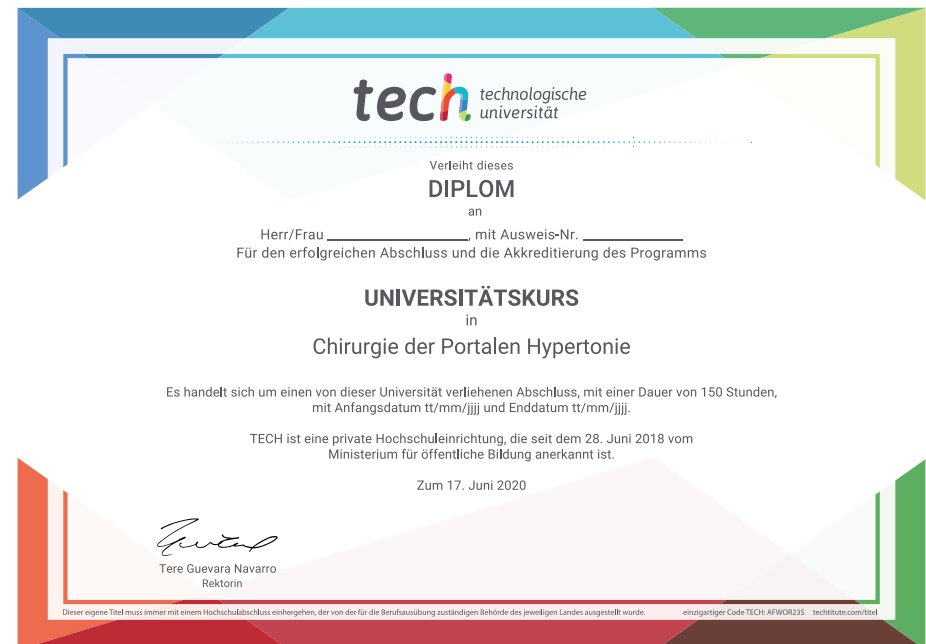 tech technologische
universität
Verleiht dieses
DIPLOM
an
Herr/Frau ____________________, mit Ausweis-Nr. ______________
Für den erfolgreichen Abschluss und die Akkreditierung des Programms
UNIVERSITÄTSKURS
in
Chirurgie der Portalen Hypertonie
Es handelt sich um einen von dieser Universität verliehenen Abschluss, mit einer Dauer von 150 Stunden,
mit Anfangsdatum tt/mm/jjjj und Enddatum tt/mm/jjjj.
TECH ist eine private Hochschuleinrichtung, die seit dem 28. Juni 2018 vom
Ministerium für öffentliche Bildung anerkannt ist.
Zum 17. Juni 2020
Tere Guevara Navarro
Rektorin
Dieser eigene Titel muss immer mit einem Hochschulabschluss einhergehen, der von der für die Berufsausübung zuständigen Behörde des jeweiligen Landes ausgestellt wurde. einzigartiger Code TECH: AFWOR23S techtitute.com/titel